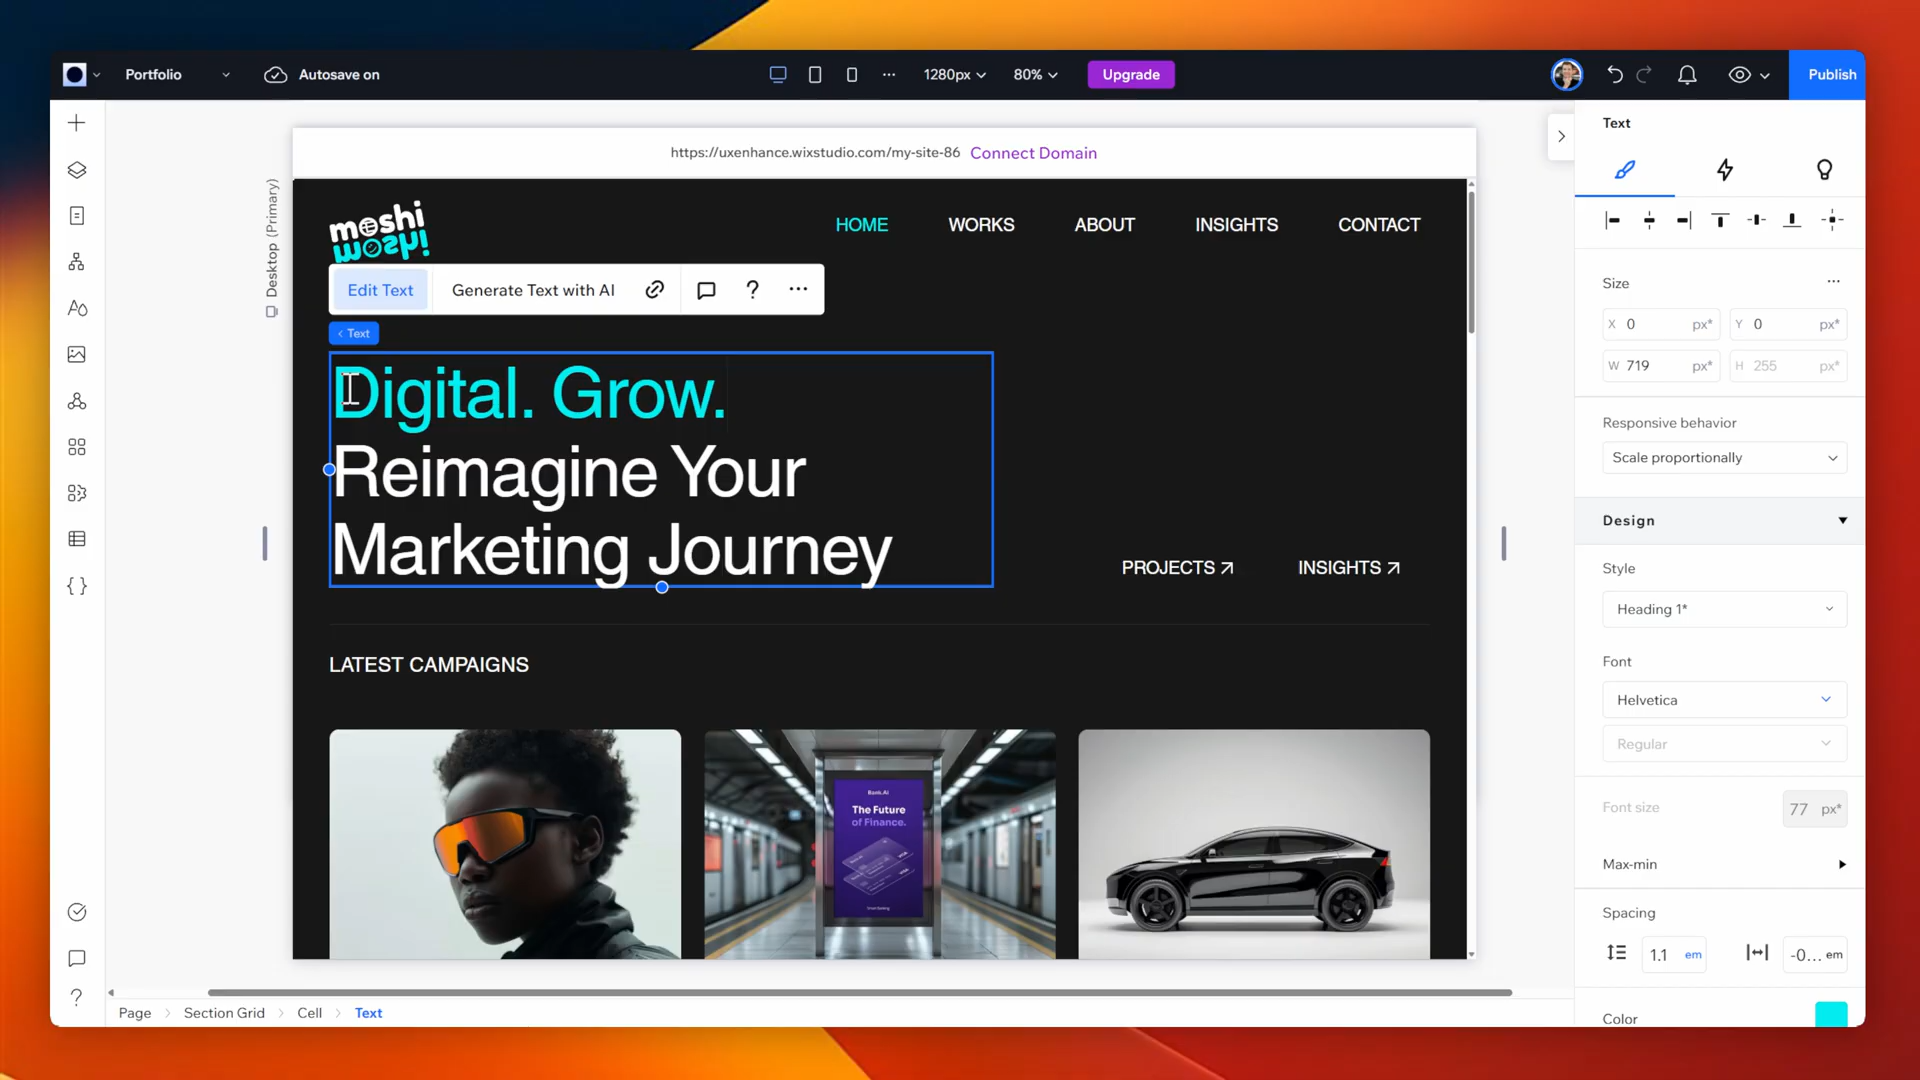 Portfolio
Autosave on
1280px
80%
Upgrade
Publish
https://uxenhance.wixstudio.com/my-site-86 Connect Domain
Desktop (Primary)
moshi
moshi
HOME
WORKS
ABOUT
INSIGHTS
CONTACT
Edit Text
Generate Text with AI
?
Text
Digital. Grow.
Reimagine Your
Marketing Journey
PROJECTS
INSIGHTS
LATEST CAMPAIGNS
Bank.AI
The Future
of Finance.
Page
Section Grid
Cell
Text
Text
Size
X 0 px*
Y 0 px*
W 719 px*
H 255 px*
Responsive behavior
Scale proportionally
Design
Style
Heading 1*
Font
Helvetica
Regular
Font size
77 px*
Max-min
Spacing
1.1 em
-0... em
Color